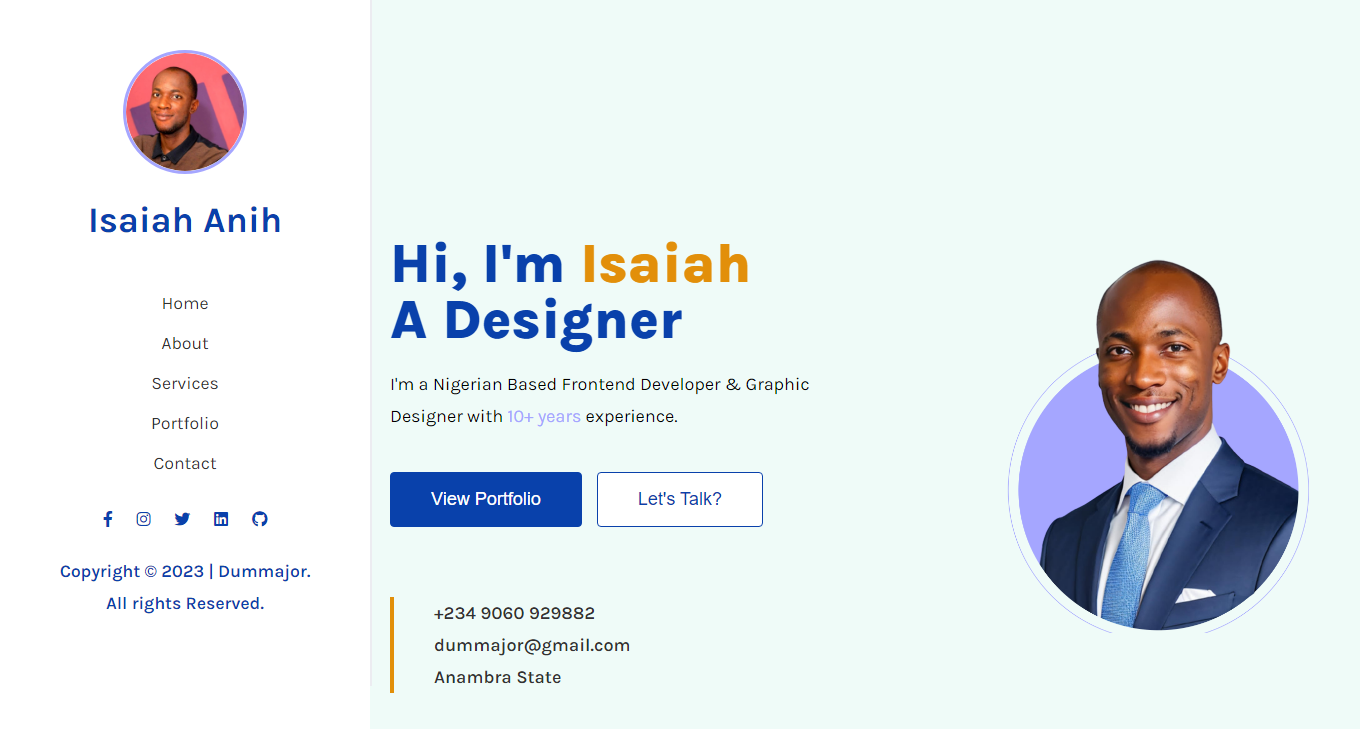 Isaiah Anih
Home
About
Services
Portfolio
Contact
Copyright © 2023 | Dummajor.
All rights Reserved.
Hi, I'm Isaiah
A Designer
I'm a Nigerian Based Frontend Developer & Graphic
Designer with 10+ years experience.
View Portfolio
Let's Talk?
+234 9060 929882
dummajor@gmail.com
Anambra State